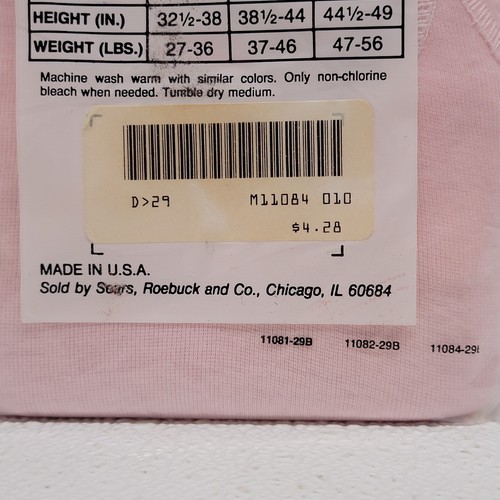 HEIGHT (IN.) 32½-38 38½-44 44½-49
WEIGHT (LBS.) 27-36 37-46 47-56
Machine wash warm with similar colors. Only non-chlorine
bleach when needed. Tumble dry medium.
D>29 M11084 010
$4.28
MADE IN U.S.A.
Sold by Sears, Roebuck and Co., Chicago, IL 60684
11081-29B 11082-29B 11084-29B